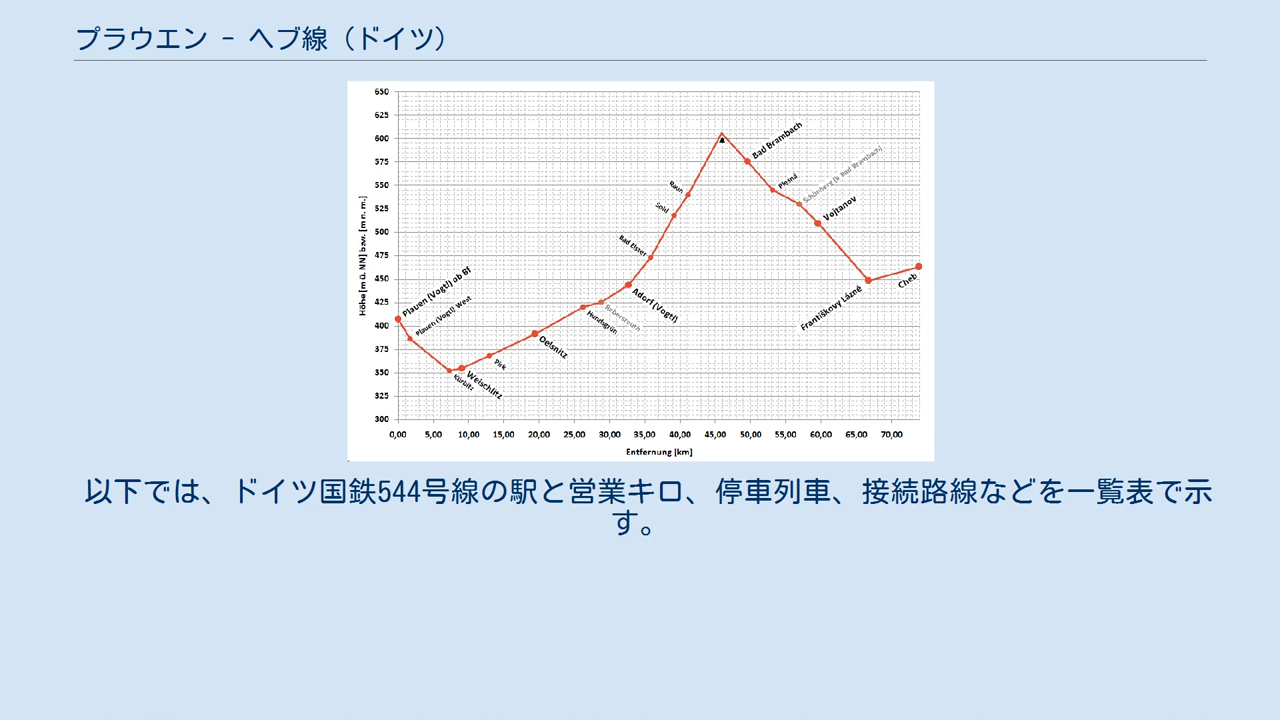 プラウエン - ヘブ線（ドイツ）
650
625
600
575
550
525
500
475
450
425
400
375
350
325
300
Höhe [m ü. NN] bzw. [m n. m.]
Plauen (Vogtl) ob Bf
Plauen (Vogtl) West
Kürbitz
Weischlitz
Pirk
Oelsnitz
Hundsgrün
Rebersreuth
Adorf (Vogtl)
Bad Elster
Sohl
Raun
Bad Brambach
Plesná
Schönberg (b Bad Brambach)
Vojtanov
Františkovy Lázně
Cheb
0,00 5,00 10,00 15,00 20,00 25,00 30,00 35,00 40,00 45,00 50,00 55,00 60,00 65,00 70,00
Entfernung [km]
以下では、ドイツ国鉄544号線の駅と営業キロ、停車列車、接続路線などを一覧表で示
す。